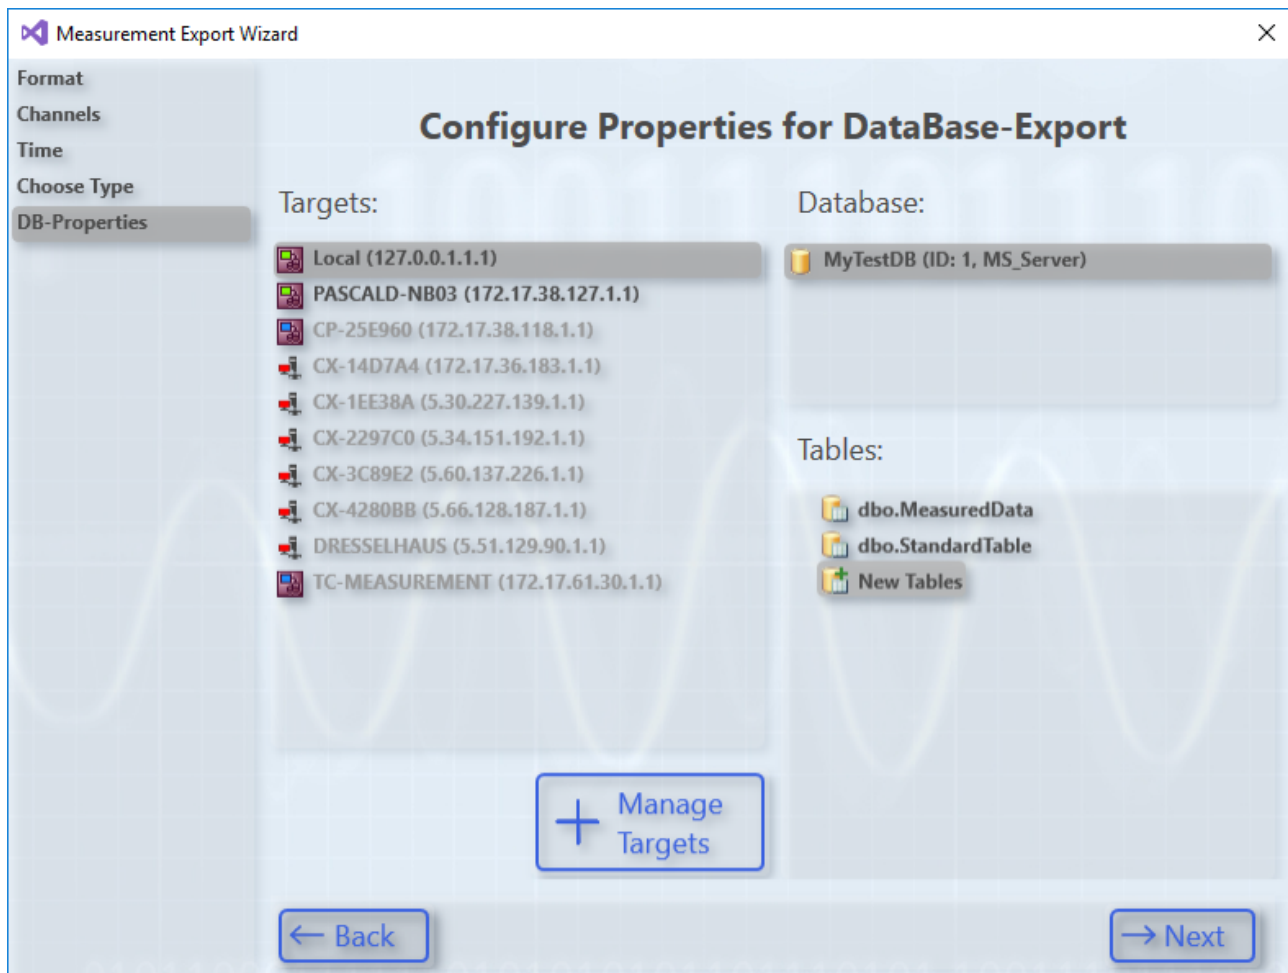 Measurement Export Wizard
Format
Channels
Time
Choose Type
DB-Properties
Configure Properties for DataBase-Export
Targets:
Local (127.0.0.1.1.1)
PASCALD-NB03 (172.17.38.127.1.1)
CP-25E960 (172.17.38.118.1.1)
CX-14D7A4 (172.17.36.183.1.1)
CX-1EE38A (5.30.227.139.1.1)
CX-2297C0 (5.34.151.192.1.1)
CX-3C89E2 (5.60.137.226.1.1)
CX-4280BB (5.66.128.187.1.1)
DRESSELHAUS (5.51.129.90.1.1)
TC-MEASUREMENT (172.17.61.30.1.1)
Manage
Targets
Database:
MyTestDB (ID: 1, MS_Server)
Tables:
dbo.MeasuredData
dbo.StandardTable
New Tables
Back
Next